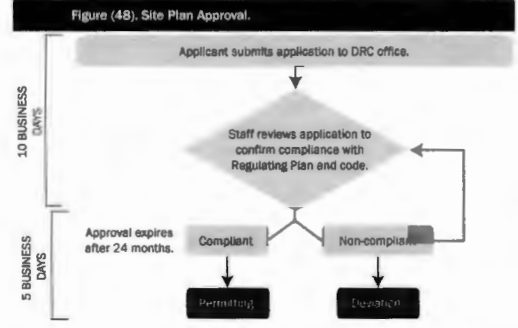 Figure (48). Site Plan Approval.
Applicant submits application to DRC office.
10 BUSINESS
DAYS
Staff reviews application to
confirm compliance with
Regulating Plan and code.
5 BUSINESS
DAYS
Approval expires
after 24 months.
Compliant
Non-compliant
Permitting
Deviation